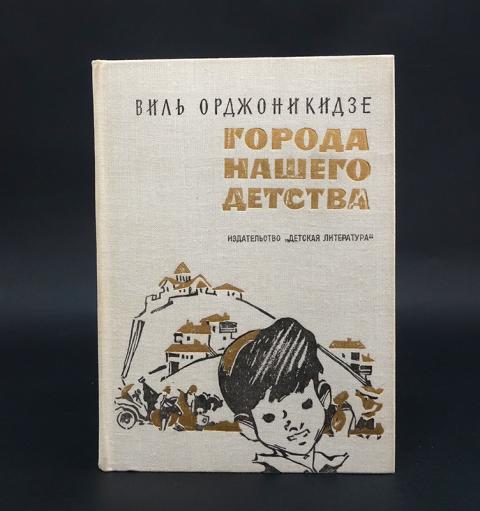 ВИЛЬ ОРДЖОНИКИДЗЕ
ГОРОДА
НАШЕГО
ДЕТСТВА
ИЗДАТЕЛЬСТВО „ДЕТСКАЯ ЛИТЕРАТУРА“